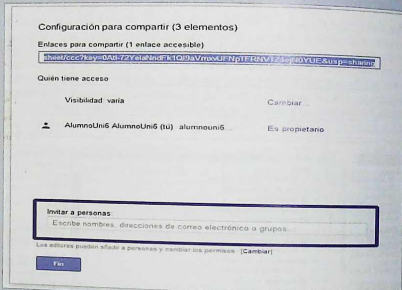 Configuración para compartir (3 elementos)
Enlaces para compartir (1 enlace accesible)
Quién tiene acceso
Visibilidad varía Cambiar...
AlumnoUni6 AlumnoUni6 (tú) alumnouni6... Es propietario
Invitar a personas:
Escribe nombres, direcciones de correo electrónico o grupos...
Los editores pueden añadir a personas y cambiar los permisos. [Cambiar]
Fin